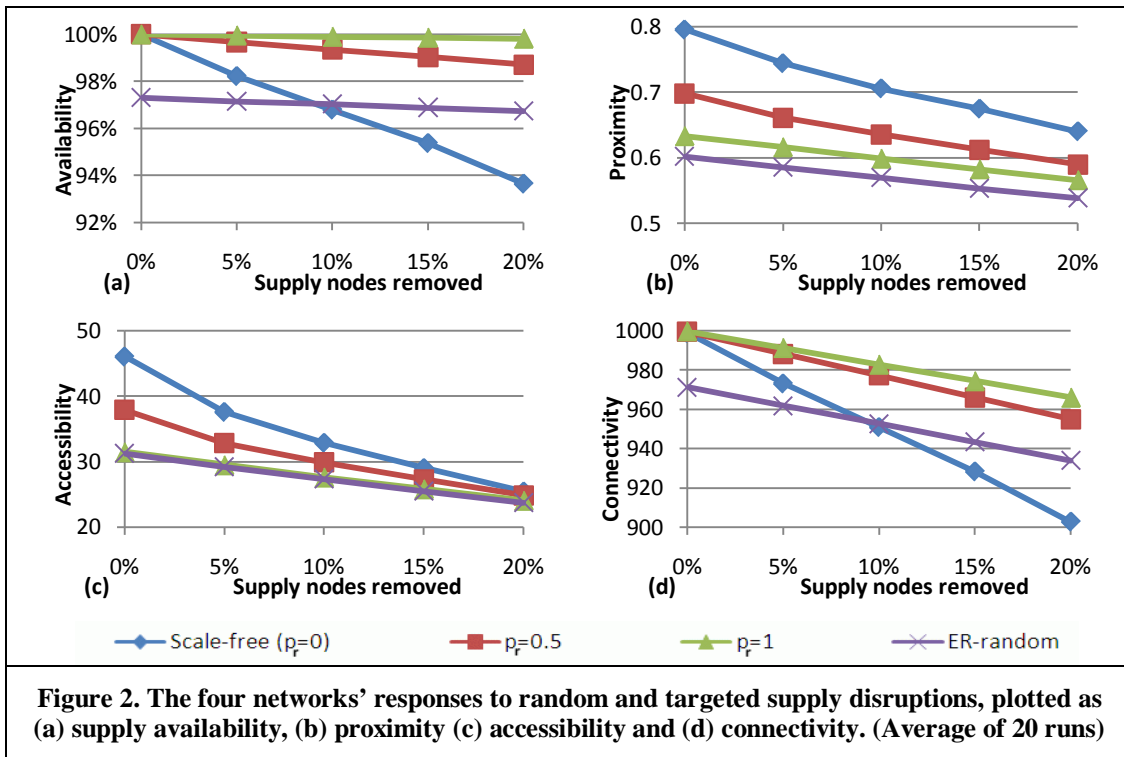 100%
98%
96%
94%
92%
Availability
0% 5% 10% 15% 20%
(a) Supply nodes removed
0.8
0.7
0.6
0.5
Proximity
0% 5% 10% 15% 20%
(b) Supply nodes removed
50
40
30
20
Accessibility
0% 5% 10% 15% 20%
(c) Supply nodes removed
1000
980
960
940
920
900
Connectivity
0% 5% 10% 15% 20%
(d) Supply nodes removed
Scale-free (pr=0) pr=0.5 pr=1 ER-random
Figure 2. The four networks’ responses to random and targeted supply disruptions, plotted as
(a) supply availability, (b) proximity (c) accessibility and (d) connectivity. (Average of 20 runs)